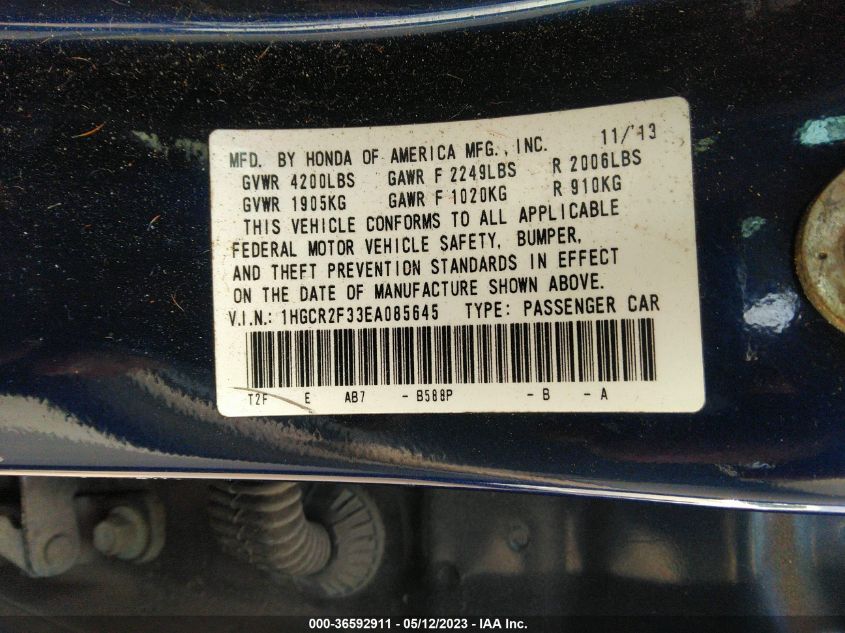 MFD. BY HONDA OF AMERICA MFG., INC. 11/13
GVWR 4200LBS GAWR F 2249LBS R 2006LBS
GVWR 1905KG GAWR F 1020KG R 910KG
THIS VEHICLE CONFORMS TO ALL APPLICABLE
FEDERAL MOTOR VEHICLE SAFETY, BUMPER,
AND THEFT PREVENTION STANDARDS IN EFFECT
ON THE DATE OF MANUFACTURE SHOWN ABOVE.
V.I.N.: 1HGCR2F33EA085645 TYPE: PASSENGER CAR
T2F E AB7 - B588P - B - A
000-36592911 - 05/12/2023 - IAA Inc.